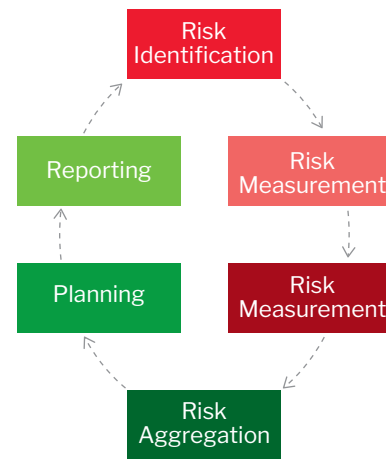 Risk
Identification
Reporting
Risk
Measurement
Planning
Risk
Measurement
Risk
Aggregation